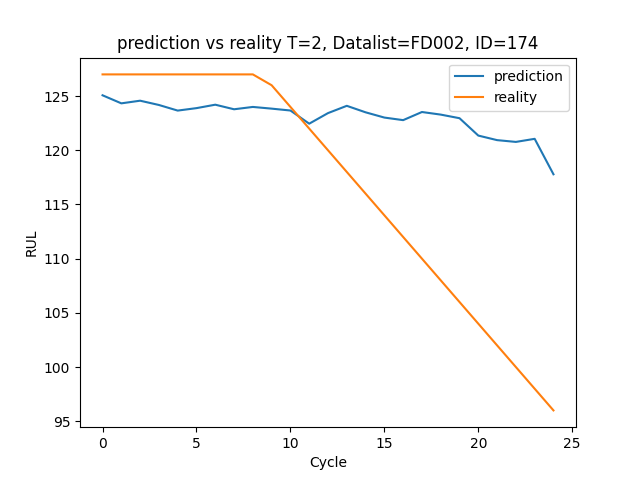 prediction vs reality T=2, Datalist=FD002, ID=174
prediction
reality
RUL
125
120
115
110
105
100
95
0 5 10 15 20 25
Cycle